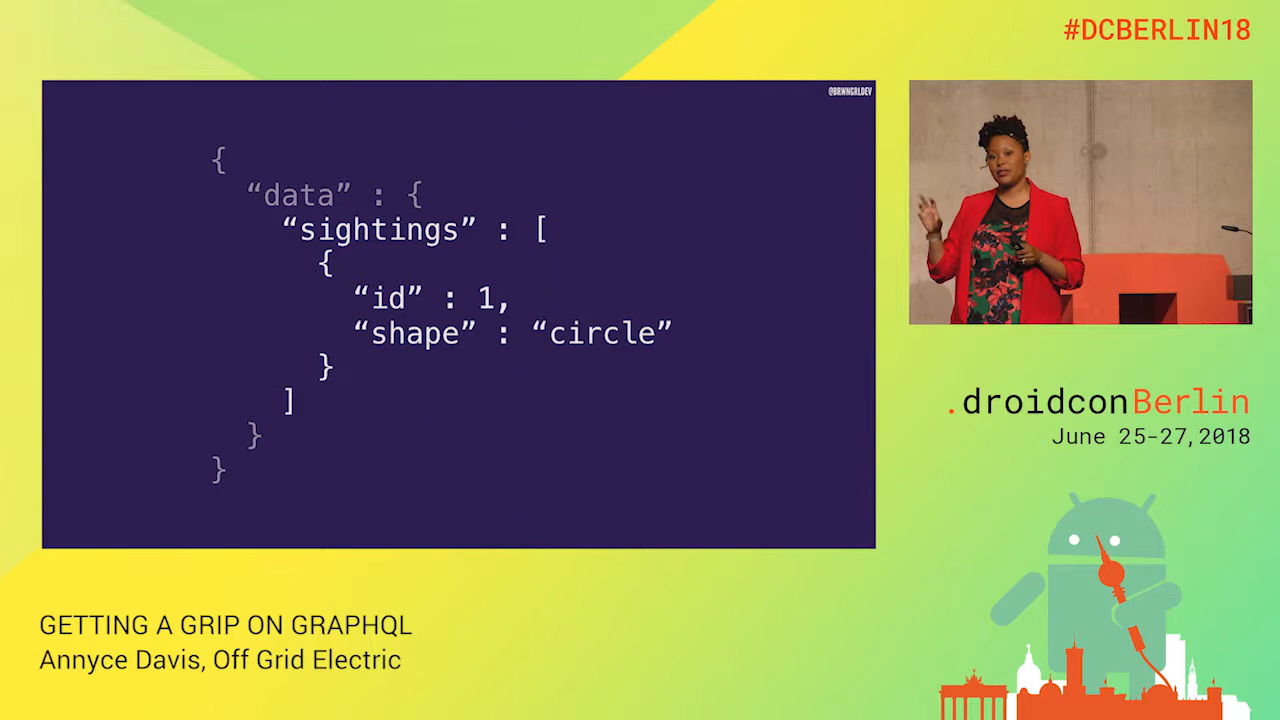 #DCBERLIN18
@BRWNGRLDEV
{
“data” : {
“sightings” : [
{
“id” : 1,
“shape” : “circle”
}
]
}
}
.droidconBerlin
June 25-27,2018
GETTING A GRIP ON GRAPHQL
Annyce Davis, Off Grid Electric